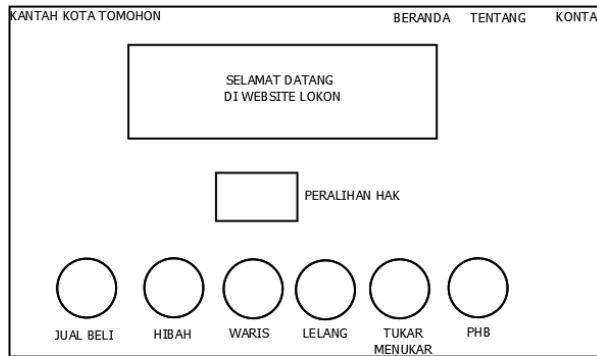 KANTAH KOTA TOMOHON BERANDA TENTANG KONTA
SELAMAT DATANG
DI WEBSITE LOKON
PERALIHAN HAK
JUAL BELI HIBAH WARIS LELANG TUKAR MENUKAR PHB